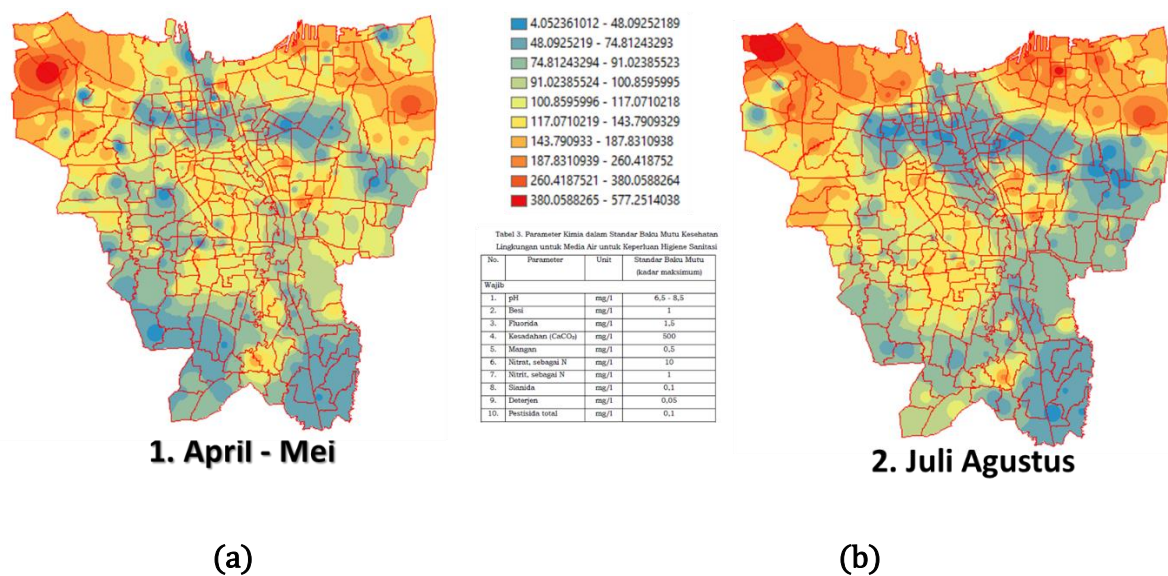 4.052361012 - 48.09252189
48.0925219 - 74.81243293
74.81243294 - 91.02385523
91.02385524 - 100.8595995
100.8595996 - 117.0710218
117.0710219 - 143.7909329
143.790933 - 187.8310938
187.8310939 - 260.418752
260.4187521 - 380.0588264
380.0588265 - 577.2514038
Tabel 3. Parameter Kimia dalam Standar Baku Mutu Kesehatan
Lingkungan untuk Media Air untuk Keperluan Higiene Sanitasi
No. Parameter Unit Standar Baku Mutu
(kadar maksimum)
Wajib
1. pH mg/l 6,5 - 8,5
2. Besi mg/l 1
3. Fluorida mg/l 1,5
4. Kesadahan (CaCO₃) mg/l 500
5. Mangan mg/l 0,5
6. Nitrat, sebagai N mg/l 10
7. Nitrit, sebagai N mg/l 1
8. Sianida mg/l 0,1
9. Deterjen mg/l 0,05
10. Pestisida total mg/l 0,1
1. April - Mei
2. Juli Agustus
(a)
(b)